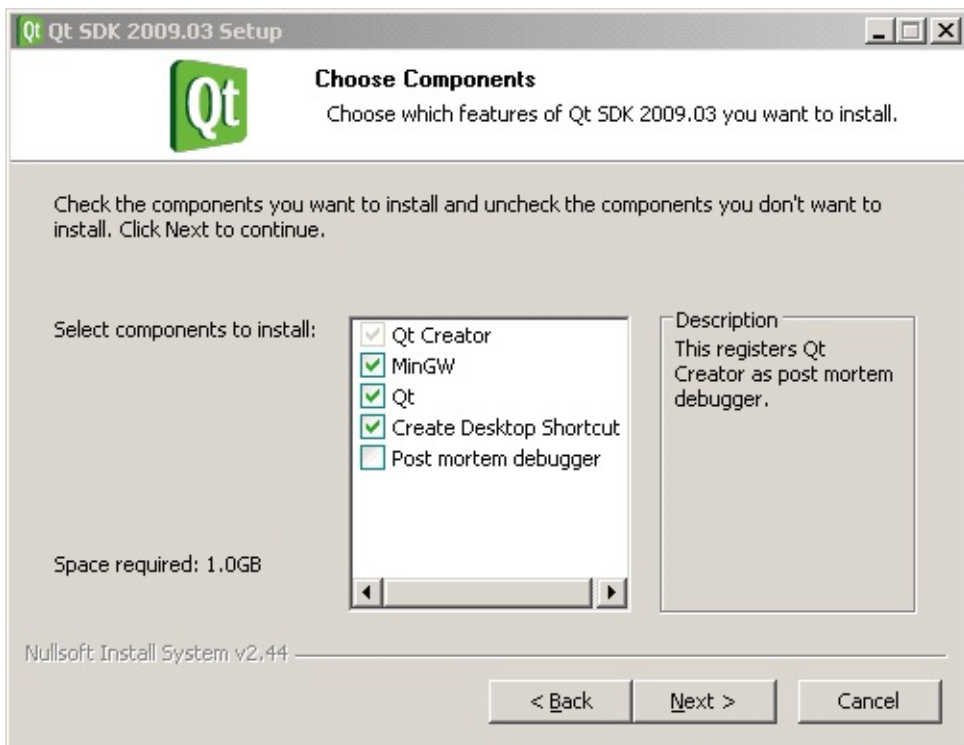 Qt Qt SDK 2009.03 Setup
Qt
Choose Components
Choose which features of Qt SDK 2009.03 you want to install.
Check the components you want to install and uncheck the components you don't want to
install. Click Next to continue.
Select components to install:
Qt Creator
MinGW
Qt
Create Desktop Shortcut
Post mortem debugger
Description
This registers Qt
Creator as post mortem
debugger.
Space required: 1.0GB
Nullsoft Install System v2.44
< Back
Next >
Cancel